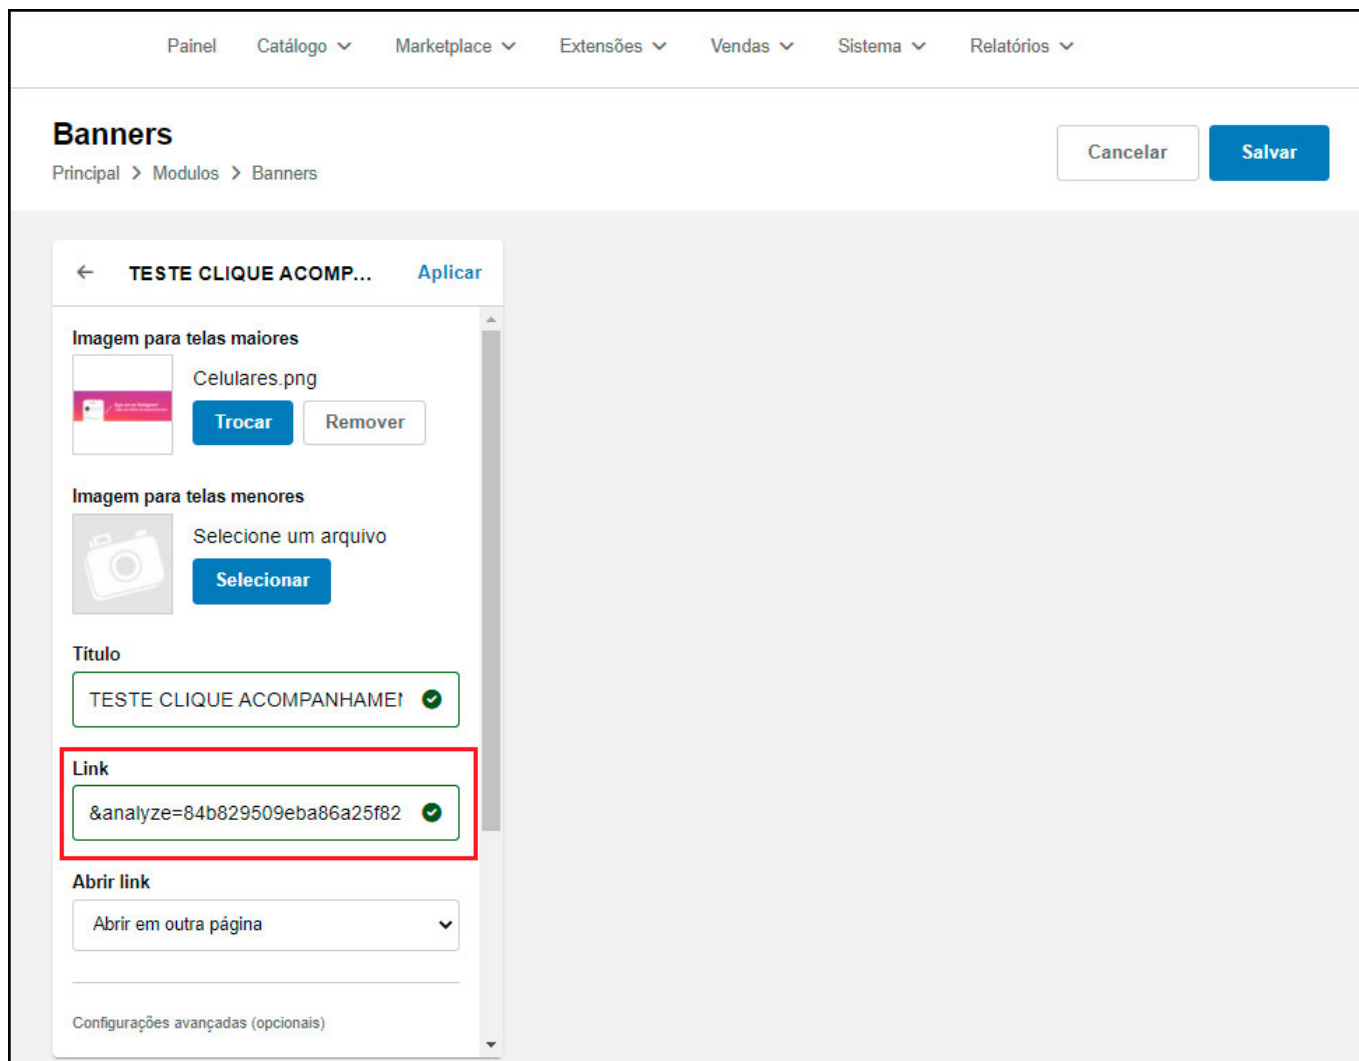 Painel Catálogo Marketplace Extensões Vendas Sistema Relatórios
Banners
Principal > Modulos > Banners
Cancelar Salvar
TESTE CLIQUE ACOMP... Aplicar
Imagem para telas maiores
Celulares.png
Trocar Remover
Imagem para telas menores
Selecione um arquivo
Selecionar
Título
TESTE CLIQUE ACOMPANHAME
Link
&analyze=84b829509eba86a25f82
Abrir link
Abrir em outra página
Configurações avançadas (opcionais)